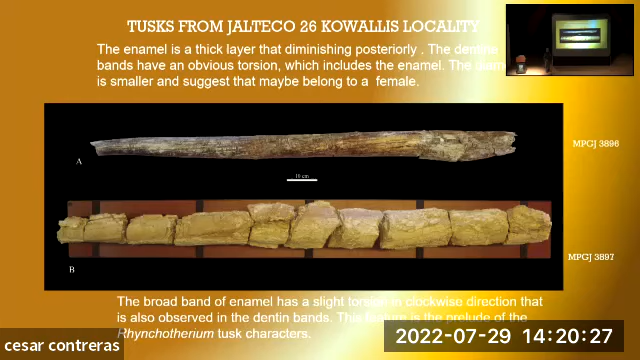 TUSKS FROM JALTECO 26 KOWALLIS LOCALITY
The enamel is a thick layer that diminishing posteriorly . The dentine
bands have an obvious torsion, which includes the enamel. The
is smaller and suggest that maybe belong to a female.
MPGJ 3896
A
10 cm
B
MPGJ 3897
The broad band of enamel has a slight torsion in clockwise direction that
is also observed in the dentin bands. This feature is the prelude of the
Rhynchotherium tusk characters.
cesar contreras
2022-07-29 14:20:27